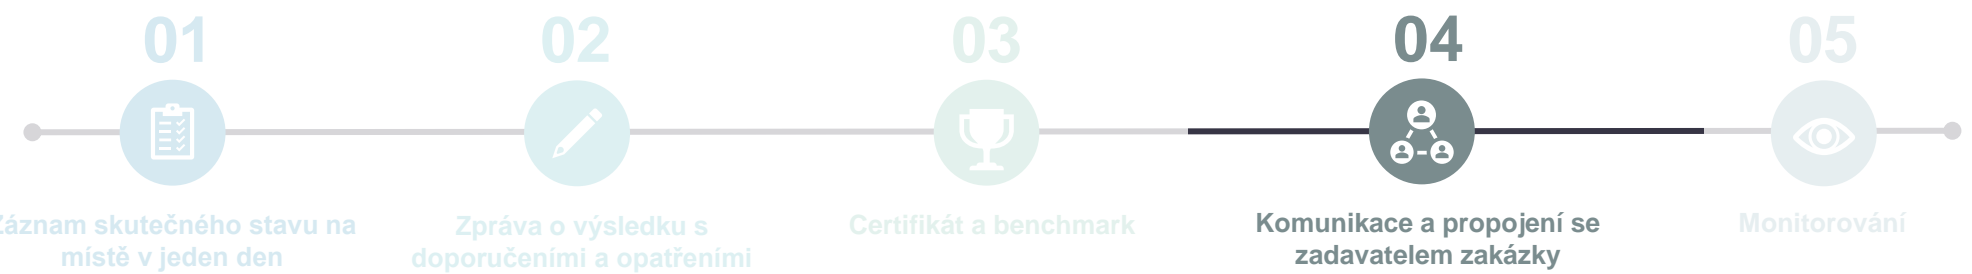 01
Záznam skutečného stavu na
místě v jeden den
02
Zpráva o výsledku s
doporučeními a opatřeními
03
Certifikát a benchmark
04
Komunikace a propojení se
zadavatelem zakázky
05
Monitorování